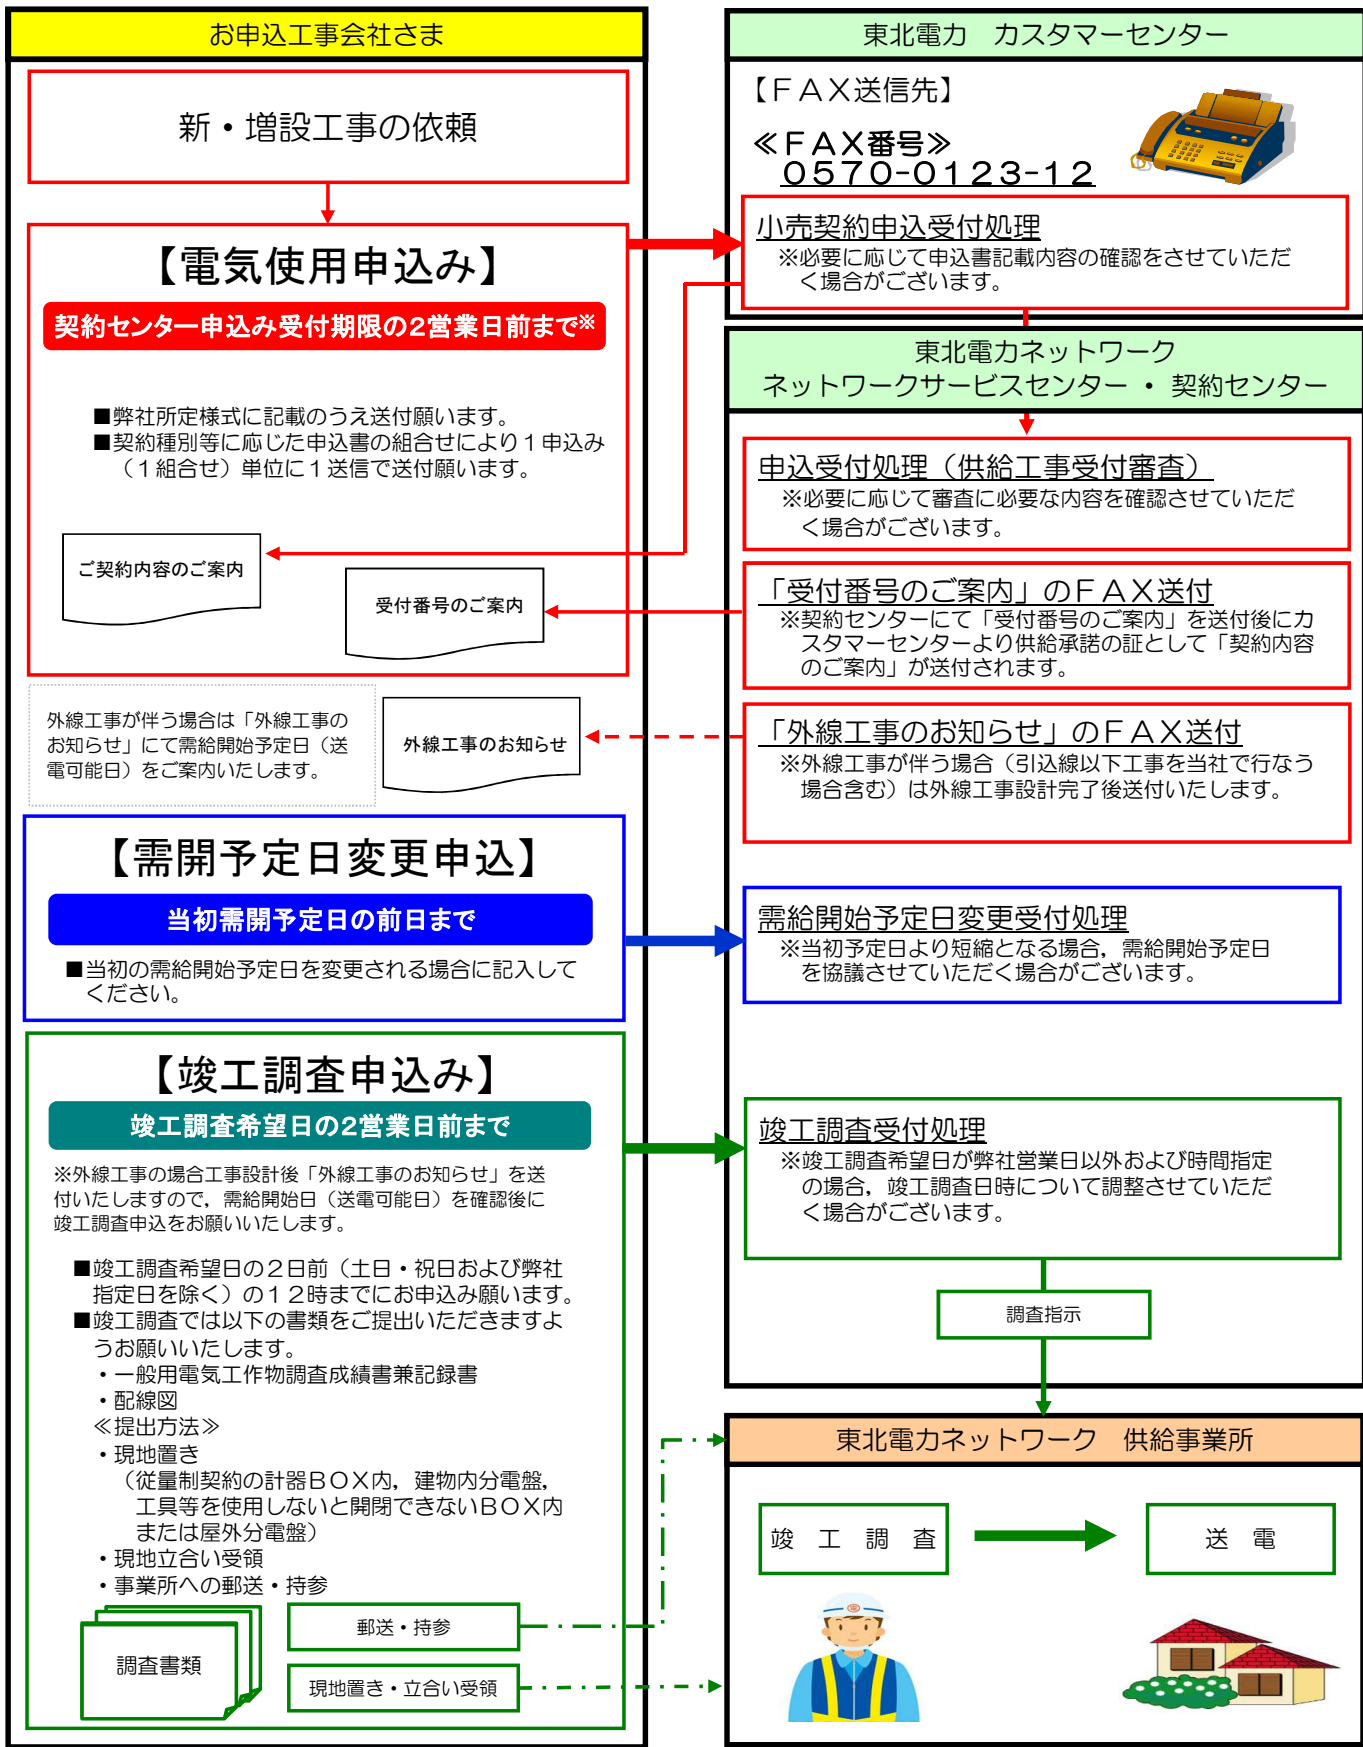 お申込工事会社さま
新・増設工事の依頼
【電気使用申込み】
契約センター申込み受付期限の2営業日前まで※
■弊社所定様式に記載のうえ送付願います。
■契約種別等に応じた申込書の組合せにより１申込み
（１組合せ）単位に１送信で送付願います。
ご契約内容のご案内
受付番号のご案内
外線工事が伴う場合は「外線工事の
お知らせ」にて需給開始予定日（送
電可能日）をご案内いたします。
外線工事のお知らせ
【需開予定日変更申込】
当初需開予定日の前日まで
■当初の需給開始予定日を変更される場合に記入して
ください。
【竣工調査申込み】
竣工調査希望日の2営業日前まで
※外線工事の場合工事設計後「外線工事のお知らせ」を送
付いたしますので，需給開始日（送電可能日）を確認後に
竣工調査申込をお願いいたします。
■竣工調査希望日の２日前（土日・祝日および弊社
指定日を除く）の１２時までにお申込み願います。
■竣工調査では以下の書類をご提出いただきますよ
うお願いいたします。
・一般用電気工作物調査成績書兼記録書
・配線図
≪提出方法≫
・現地置き
（従量制契約の計器ＢＯＸ内，建物内分電盤，
工具等を使用しないと開閉できないＢＯＸ内
または屋外分電盤）
・現地立合い受領
・事業所への郵送・持参
調査書類
郵送・持参
現地置き・立合い受領
東北電力　カスタマーセンター
【ＦＡＸ送信先】
≪ＦＡＸ番号≫
０５７０-０１２３-１２
小売契約申込受付処理
※必要に応じて申込書記載内容の確認をさせていただ
く場合がございます。
東北電力ネットワーク
ネットワークサービスセンター ・ 契約センター
申込受付処理（供給工事受付審査）
※必要に応じて審査に必要な内容を確認させていただ
く場合がございます。
「受付番号のご案内」のＦＡＸ送付
※契約センターにて「受付番号のご案内」を送付後にカ
スタマーセンターより供給承諾の証として「契約内容
のご案内」が送付されます。
「外線工事のお知らせ」のＦＡＸ送付
※外線工事が伴う場合（引込線以下工事を当社で行なう
場合含む）は外線工事設計完了後送付いたします。
需給開始予定日変更受付処理
※当初予定日より短縮となる場合，需給開始予定日
を協議させていただく場合がございます。
竣工調査受付処理
※竣工調査希望日が弊社営業日以外および時間指定
の場合，竣工調査日時について調整させていただ
く場合がございます。
調査指示
東北電力ネットワーク　供給事業所
竣　工　調　査
送　電